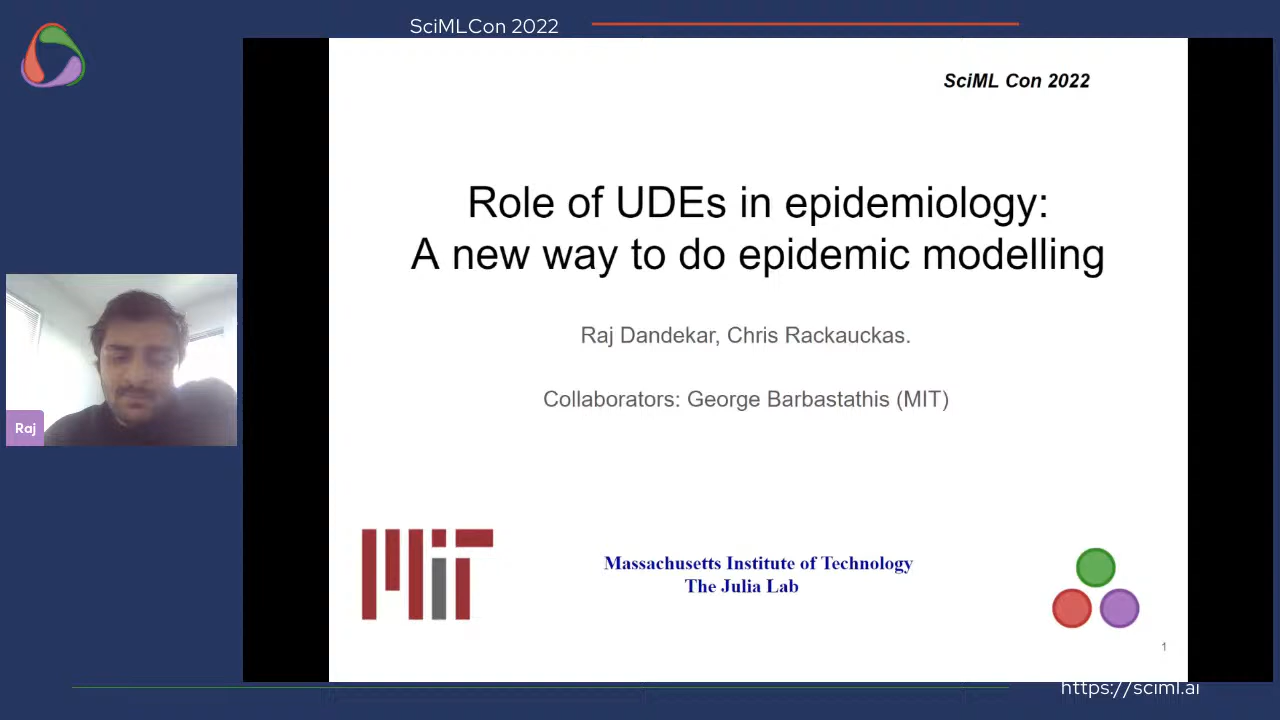 SciMLCon 2022
SciML Con 2022
Role of UDEs in epidemiology:
A new way to do epidemic modelling
Raj Dandekar, Chris Rackauckas.
Collaborators: George Barbastathis (MIT)
Raj
MIT
Massachusetts Institute of Technology
The Julia Lab
1
https://sciml.ai